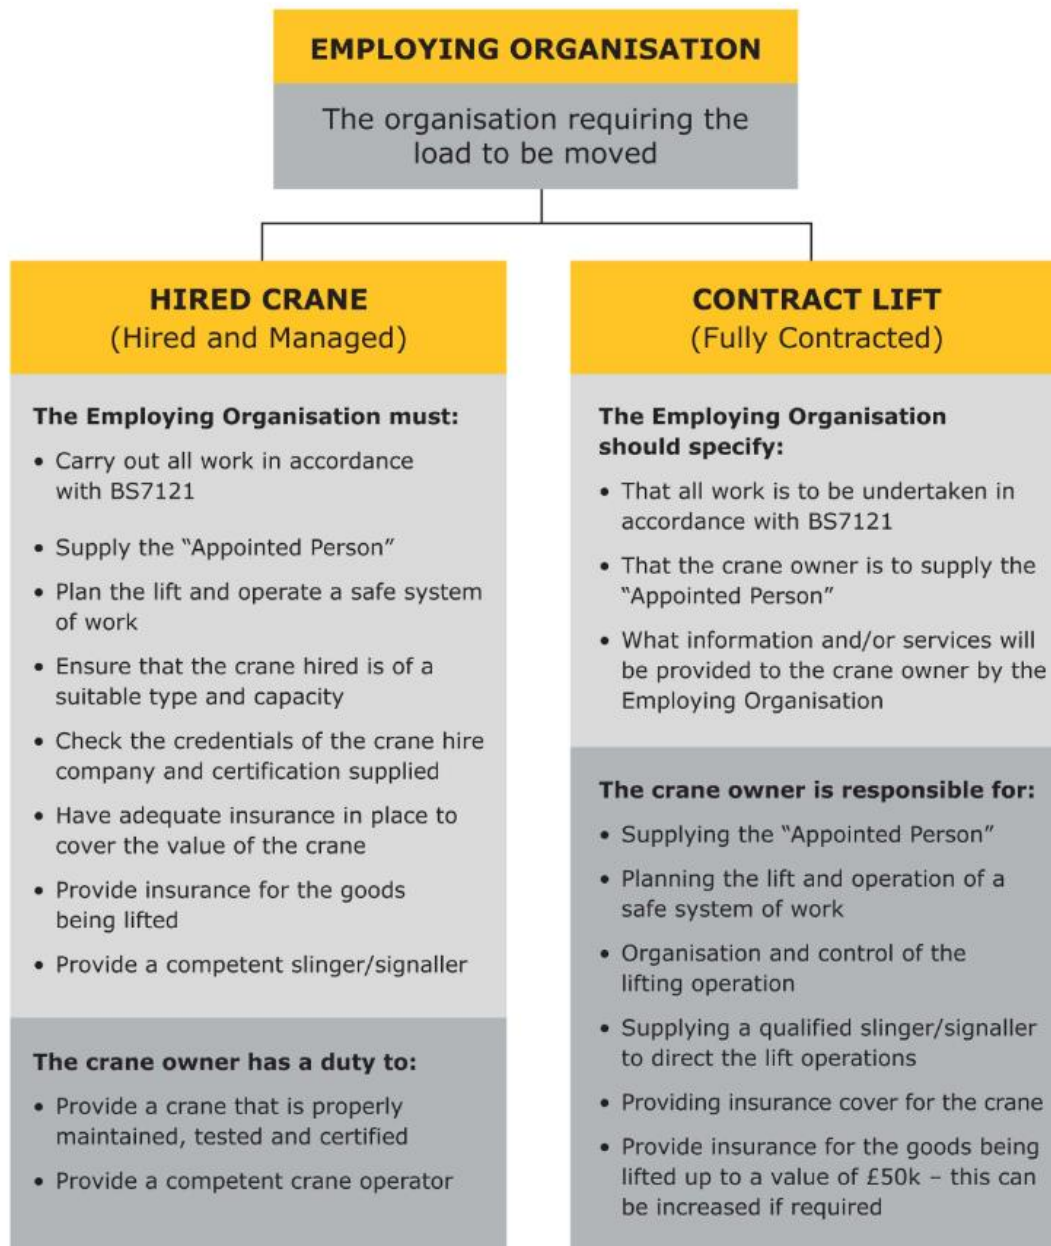 EMPLOYING ORGANISATION
The organisation requiring the
load to be moved
HIRED CRANE
(Hired and Managed)
The Employing Organisation must:
• Carry out all work in accordance
with BS7121
• Supply the “Appointed Person”
• Plan the lift and operate a safe system
of work
• Ensure that the crane hired is of a
suitable type and capacity
• Check the credentials of the crane hire
company and certification supplied
• Have adequate insurance in place to
cover the value of the crane
• Provide insurance for the goods
being lifted
• Provide a competent slinger/signaller
The crane owner has a duty to:
• Provide a crane that is properly
maintained, tested and certified
• Provide a competent crane operator
CONTRACT LIFT
(Fully Contracted)
The Employing Organisation
should specify:
• That all work is to be undertaken in
accordance with BS7121
• That the crane owner is to supply the
“Appointed Person”
• What information and/or services will
be provided to the crane owner by the
Employing Organisation
The crane owner is responsible for:
• Supplying the “Appointed Person”
• Planning the lift and operation of a
safe system of work
• Organisation and control of the
lifting operation
• Supplying a qualified slinger/signaller
to direct the lift operations
• Providing insurance cover for the crane
• Provide insurance for the goods being
lifted up to a value of £50k – this can
be increased if required